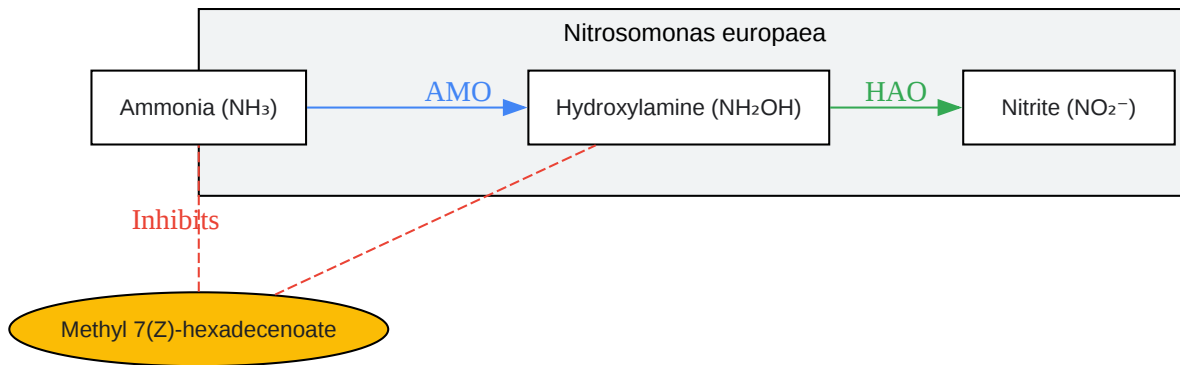 Nitrosomonas europaea
Ammonia (NH₃)
AMO
Hydroxylamine (NH₂OH)
HAO
Nitrite (NO₂⁻)
Inhibits
Methyl 7(Z)-hexadecenoate